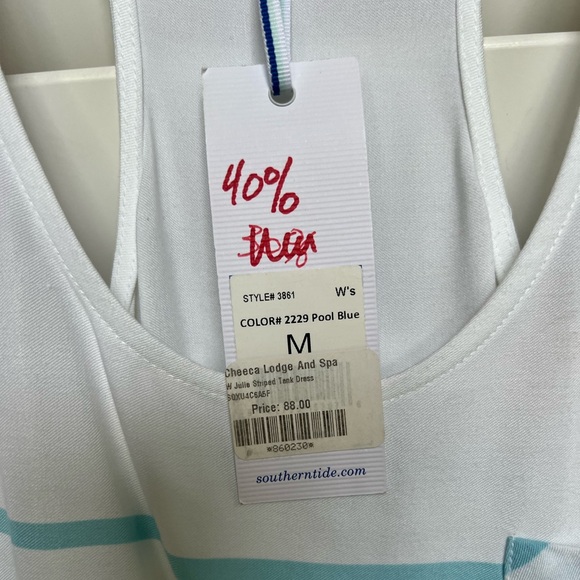 40%
STYLE# 3861 W's
COLOR# 2229 Pool Blue
M
Cheeca Lodge And Spa
W Julie Striped Tank Dress
Price: 88.00
*860230*
southerntide.com